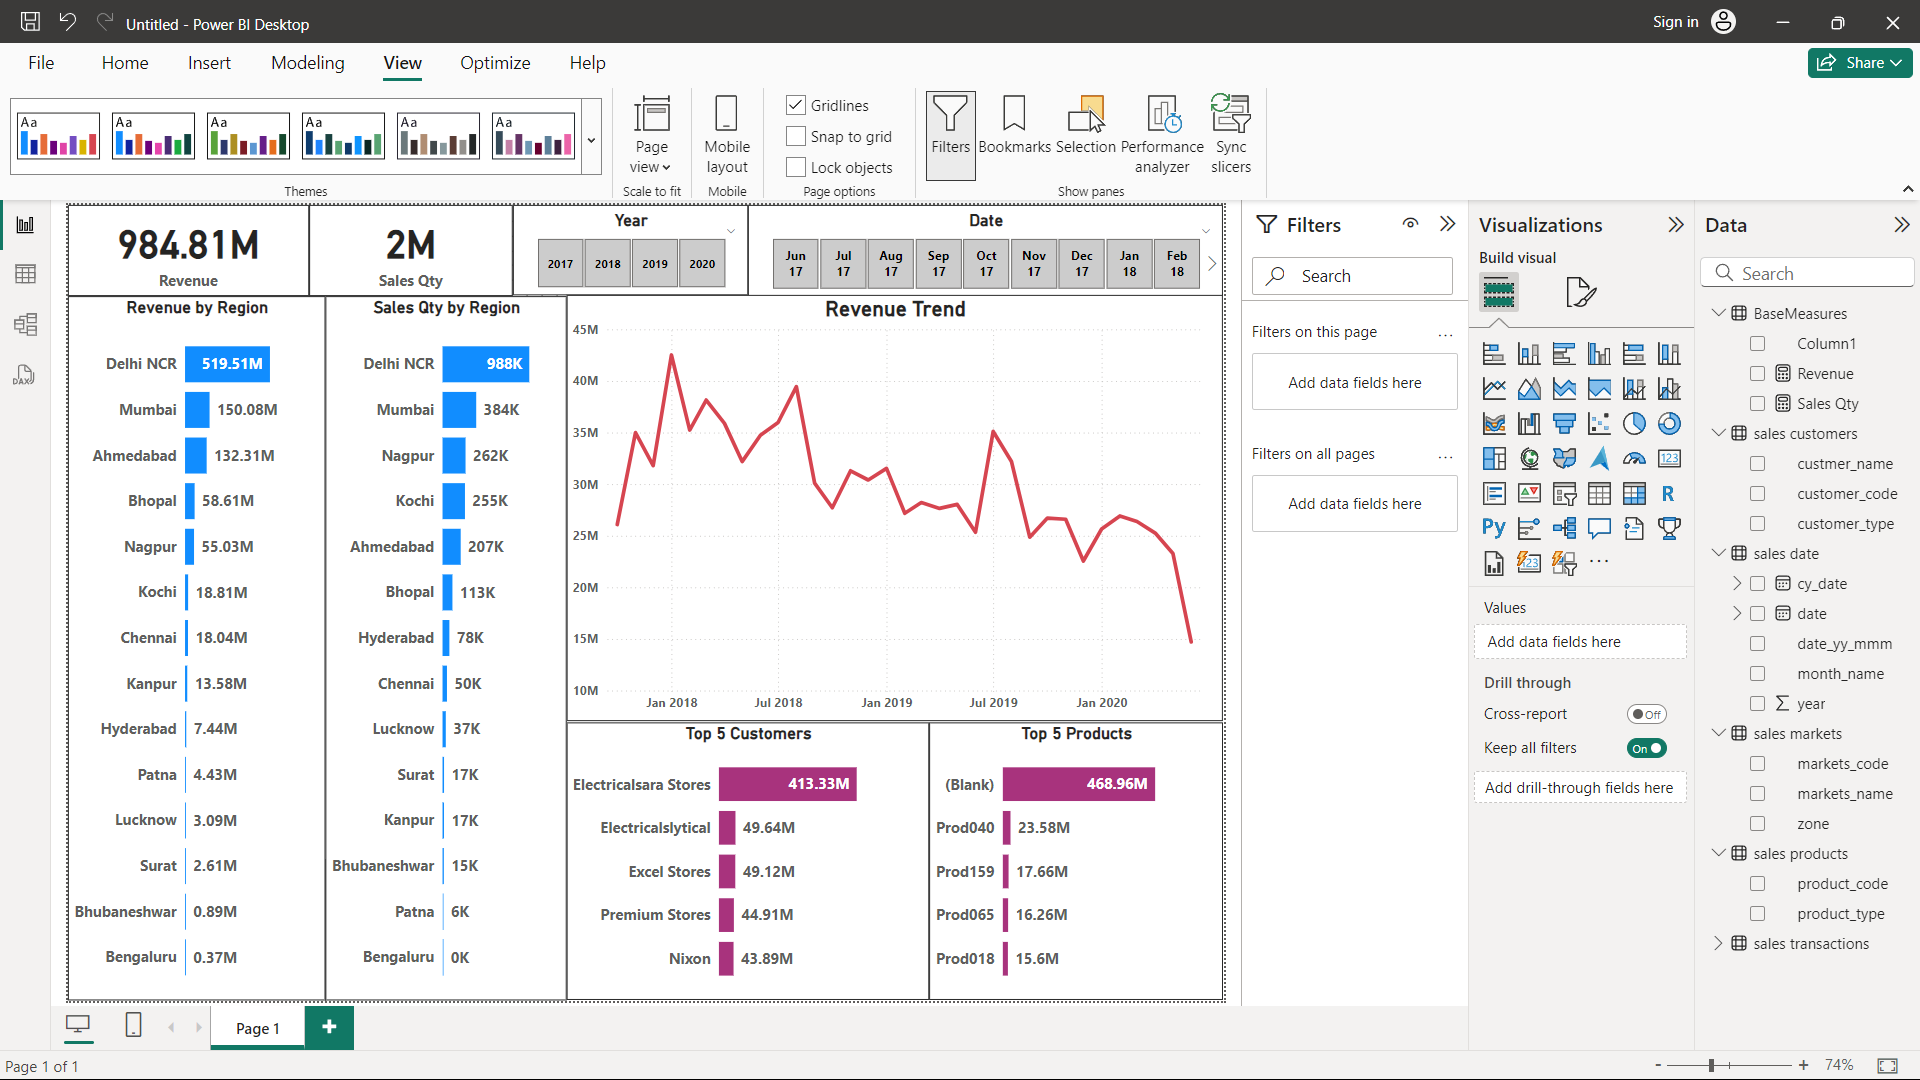 Untitled - Power BI Desktop
Sign in
File
Home
Insert
Modeling
View
Optimize
Help
Share
Aa
Aa
Aa
Aa
Aa
Aa
Themes
Page
view
Scale to fit
Mobile
layout
Mobile
Gridlines
Snap to grid
Lock objects
Page options
Filters
Bookmarks
Selection
Performance
analyzer
Sync
slicers
Show panes
984.81M
Revenue
2M
Sales Qty
Year
2017
2018
2019
2020
Date
Jun
17
Jul
17
Aug
17
Sep
17
Oct
17
Nov
17
Dec
17
Jan
18
Feb
18
Revenue by Region
Delhi NCR 519.51M
Mumbai 150.08M
Ahmedabad 132.31M
Bhopal 58.61M
Nagpur 55.03M
Kochi 18.81M
Chennai 18.04M
Kanpur 13.58M
Hyderabad 7.44M
Patna 4.43M
Lucknow 3.09M
Surat 2.61M
Bhubaneshwar 0.89M
Bengaluru 0.37M
Sales Qty by Region
Delhi NCR 988K
Mumbai 384K
Nagpur 262K
Kochi 255K
Ahmedabad 207K
Bhopal 113K
Hyderabad 78K
Chennai 50K
Lucknow 37K
Surat 17K
Kanpur 17K
Bhubaneshwar 15K
Patna 6K
Bengaluru 0K
Revenue Trend
45M
40M
35M
30M
25M
20M
15M
10M
Jan 2018
Jul 2018
Jan 2019
Jul 2019
Jan 2020
Top 5 Customers
Electricalsara Stores 413.33M
Electricalslytical 49.64M
Excel Stores 49.12M
Premium Stores 44.91M
Nixon 43.89M
Top 5 Products
(Blank) 468.96M
Prod040 23.58M
Prod159 17.66M
Prod065 16.26M
Prod018 15.6M
Filters
Search
Filters on this page
...
Add data fields here
Filters on all pages
...
Add data fields here
Visualizations
Build visual
123
R
Py
123
...
Values
Add data fields here
Drill through
Cross-report
Off
Keep all filters
On
Add drill-through fields here
Data
Search
BaseMeasures
Column1
Revenue
Sales Qty
sales customers
custmer_name
customer_code
customer_type
sales date
cy_date
date
date_yy_mmm
month_name
year
sales markets
markets_code
markets_name
zone
sales products
product_code
product_type
sales transactions
DAX
Page 1
Page 1 of 1
74%